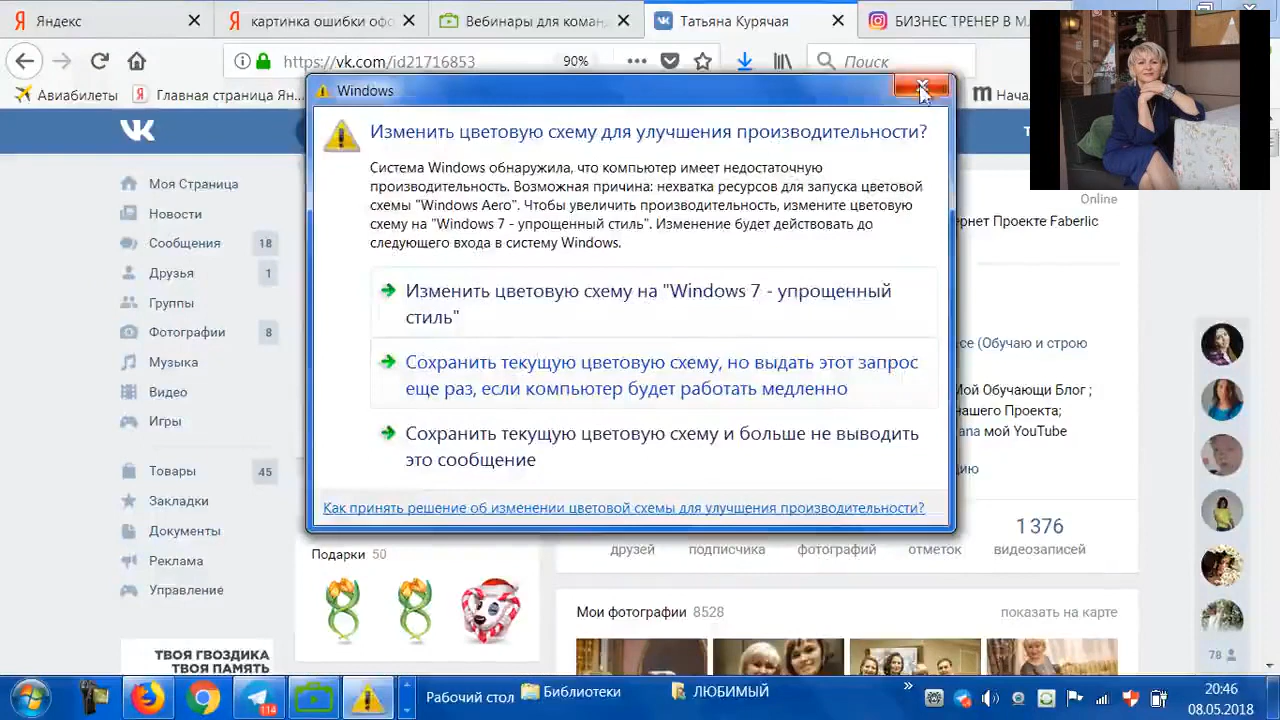 Яндекс
картинка ошибки офо
Вебинары для команд
Татьяна Курячая
БИЗНЕС ТРЕНЕР В М
https://vk.com/id21716853
90%
Поиск
Авиабилеты
Главная страница Ян...
Нача
Windows
Изменить цветовую схему для улучшения производительности?
Система Windows обнаружила, что компьютер имеет недостаточную
производительность. Возможная причина: нехватка ресурсов для запуска цветовой
схемы "Windows Aero". Чтобы увеличить производительность, измените цветовую
схему на "Windows 7 - упрощенный стиль". Изменение будет действовать до
следующего входа в систему Windows.
Изменить цветовую схему на "Windows 7 - упрощенный
стиль"
Сохранить текущую цветовую схему, но выдать этот запрос
еще раз, если компьютер будет работать медленно
Сохранить текущую цветовую схему и больше не выводить
это сообщение
Как принять решение об изменении цветовой схемы для улучшения производительности?
Моя Страница
Новости
Сообщения 18
Друзья 1
Группы
Фотографии 8
Музыка
Видео
Игры
Товары 45
Закладки
Документы
Реклама
Управление
ТВОЯ ГВОЗДИКА
ТВОЯ ПАМЯТЬ
Online
ернет Проекте Faberlic
есе (Обучаю и строю
Мой Обучающи Блог ;
нашего Проекта;
ana мой YouTube
цию
1 376
друзей
подписчика
фотографий
отметок
видеозаписей
Подарки 50
Мои фотографии 8528
показать на карте
78
114
Рабочий стол
Библиотеки
ЛЮБИМЫЙ
20:46
08.05.2018